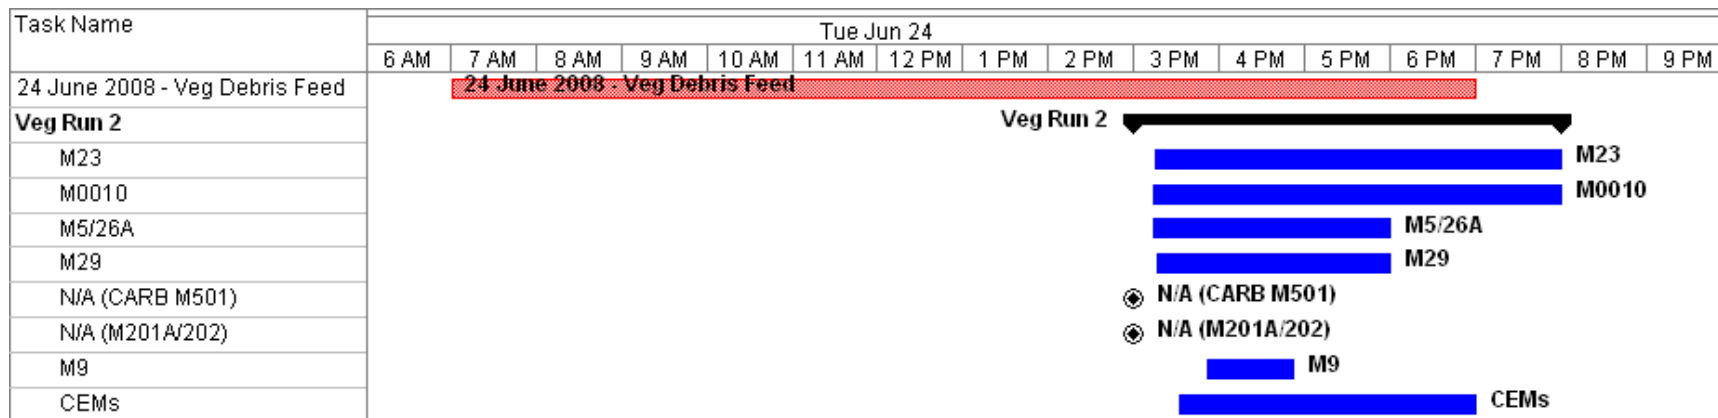 Task Name
Tue Jun 24
6 AM 7 AM 8 AM 9 AM 10 AM 11 AM 12 PM 1 PM 2 PM 3 PM 4 PM 5 PM 6 PM 7 PM 8 PM 9 PM
24 June 2008 - Veg Debris Feed 24 June 2008 - Veg Debris Feed
Veg Run 2 Veg Run 2
M23 M23
M0010 M0010
M5/26A M5/26A
M29 M29
N/A (CARB M501) N/A (CARB M501)
N/A (M201A/202) N/A (M201A/202)
M9 M9
CEMs CEMs